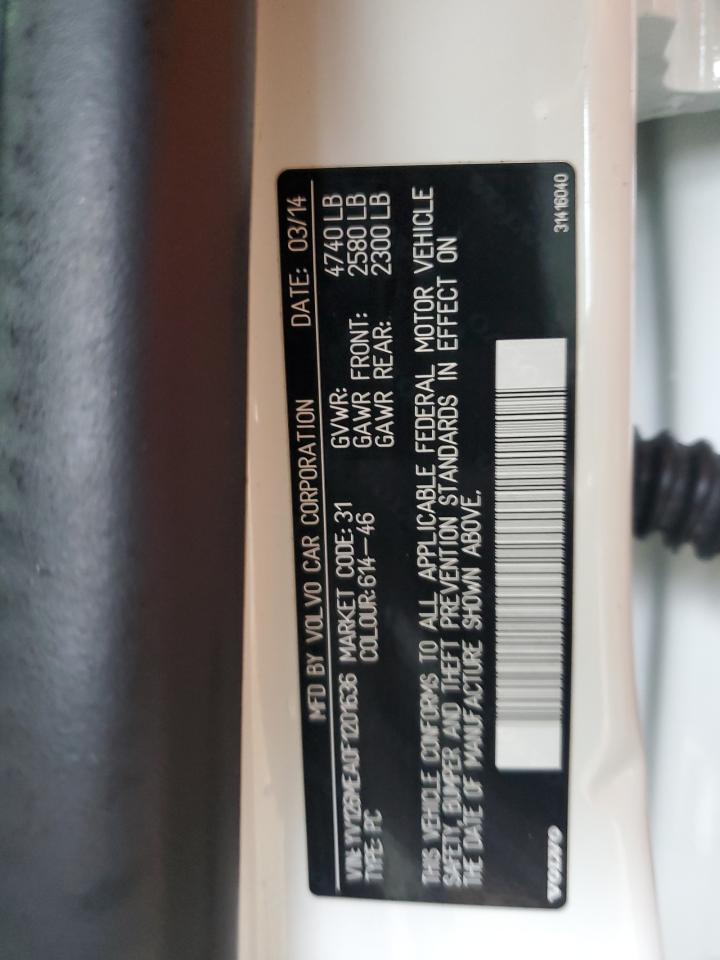 MFD BY VOLVO CAR CORPORATION DATE: 03/14
VIN: YV126MEA0F1201636 MARKET CODE: 31 GVWR: 4740 LB
TYPE: PC COLOUR: 614-46 GAWR FRONT: 2580 LB
GAWR REAR: 2300 LB
THIS VEHICLE CONFORMS TO ALL APPLICABLE FEDERAL MOTOR VEHICLE
SAFETY, BUMPER AND THEFT PREVENTION STANDARDS IN EFFECT ON
THE DATE OF MANUFACTURE SHOWN ABOVE.
VOLVO 31416040